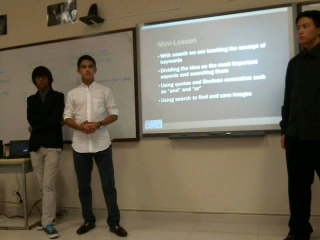 Mini-Lesson
• With search we are teaching the concept of
keywords
• Dividing the idea on the most important
aspects and searching them
• Using quotes and Boolean connectors such
as "and" and "or"
• Using search to find and save images